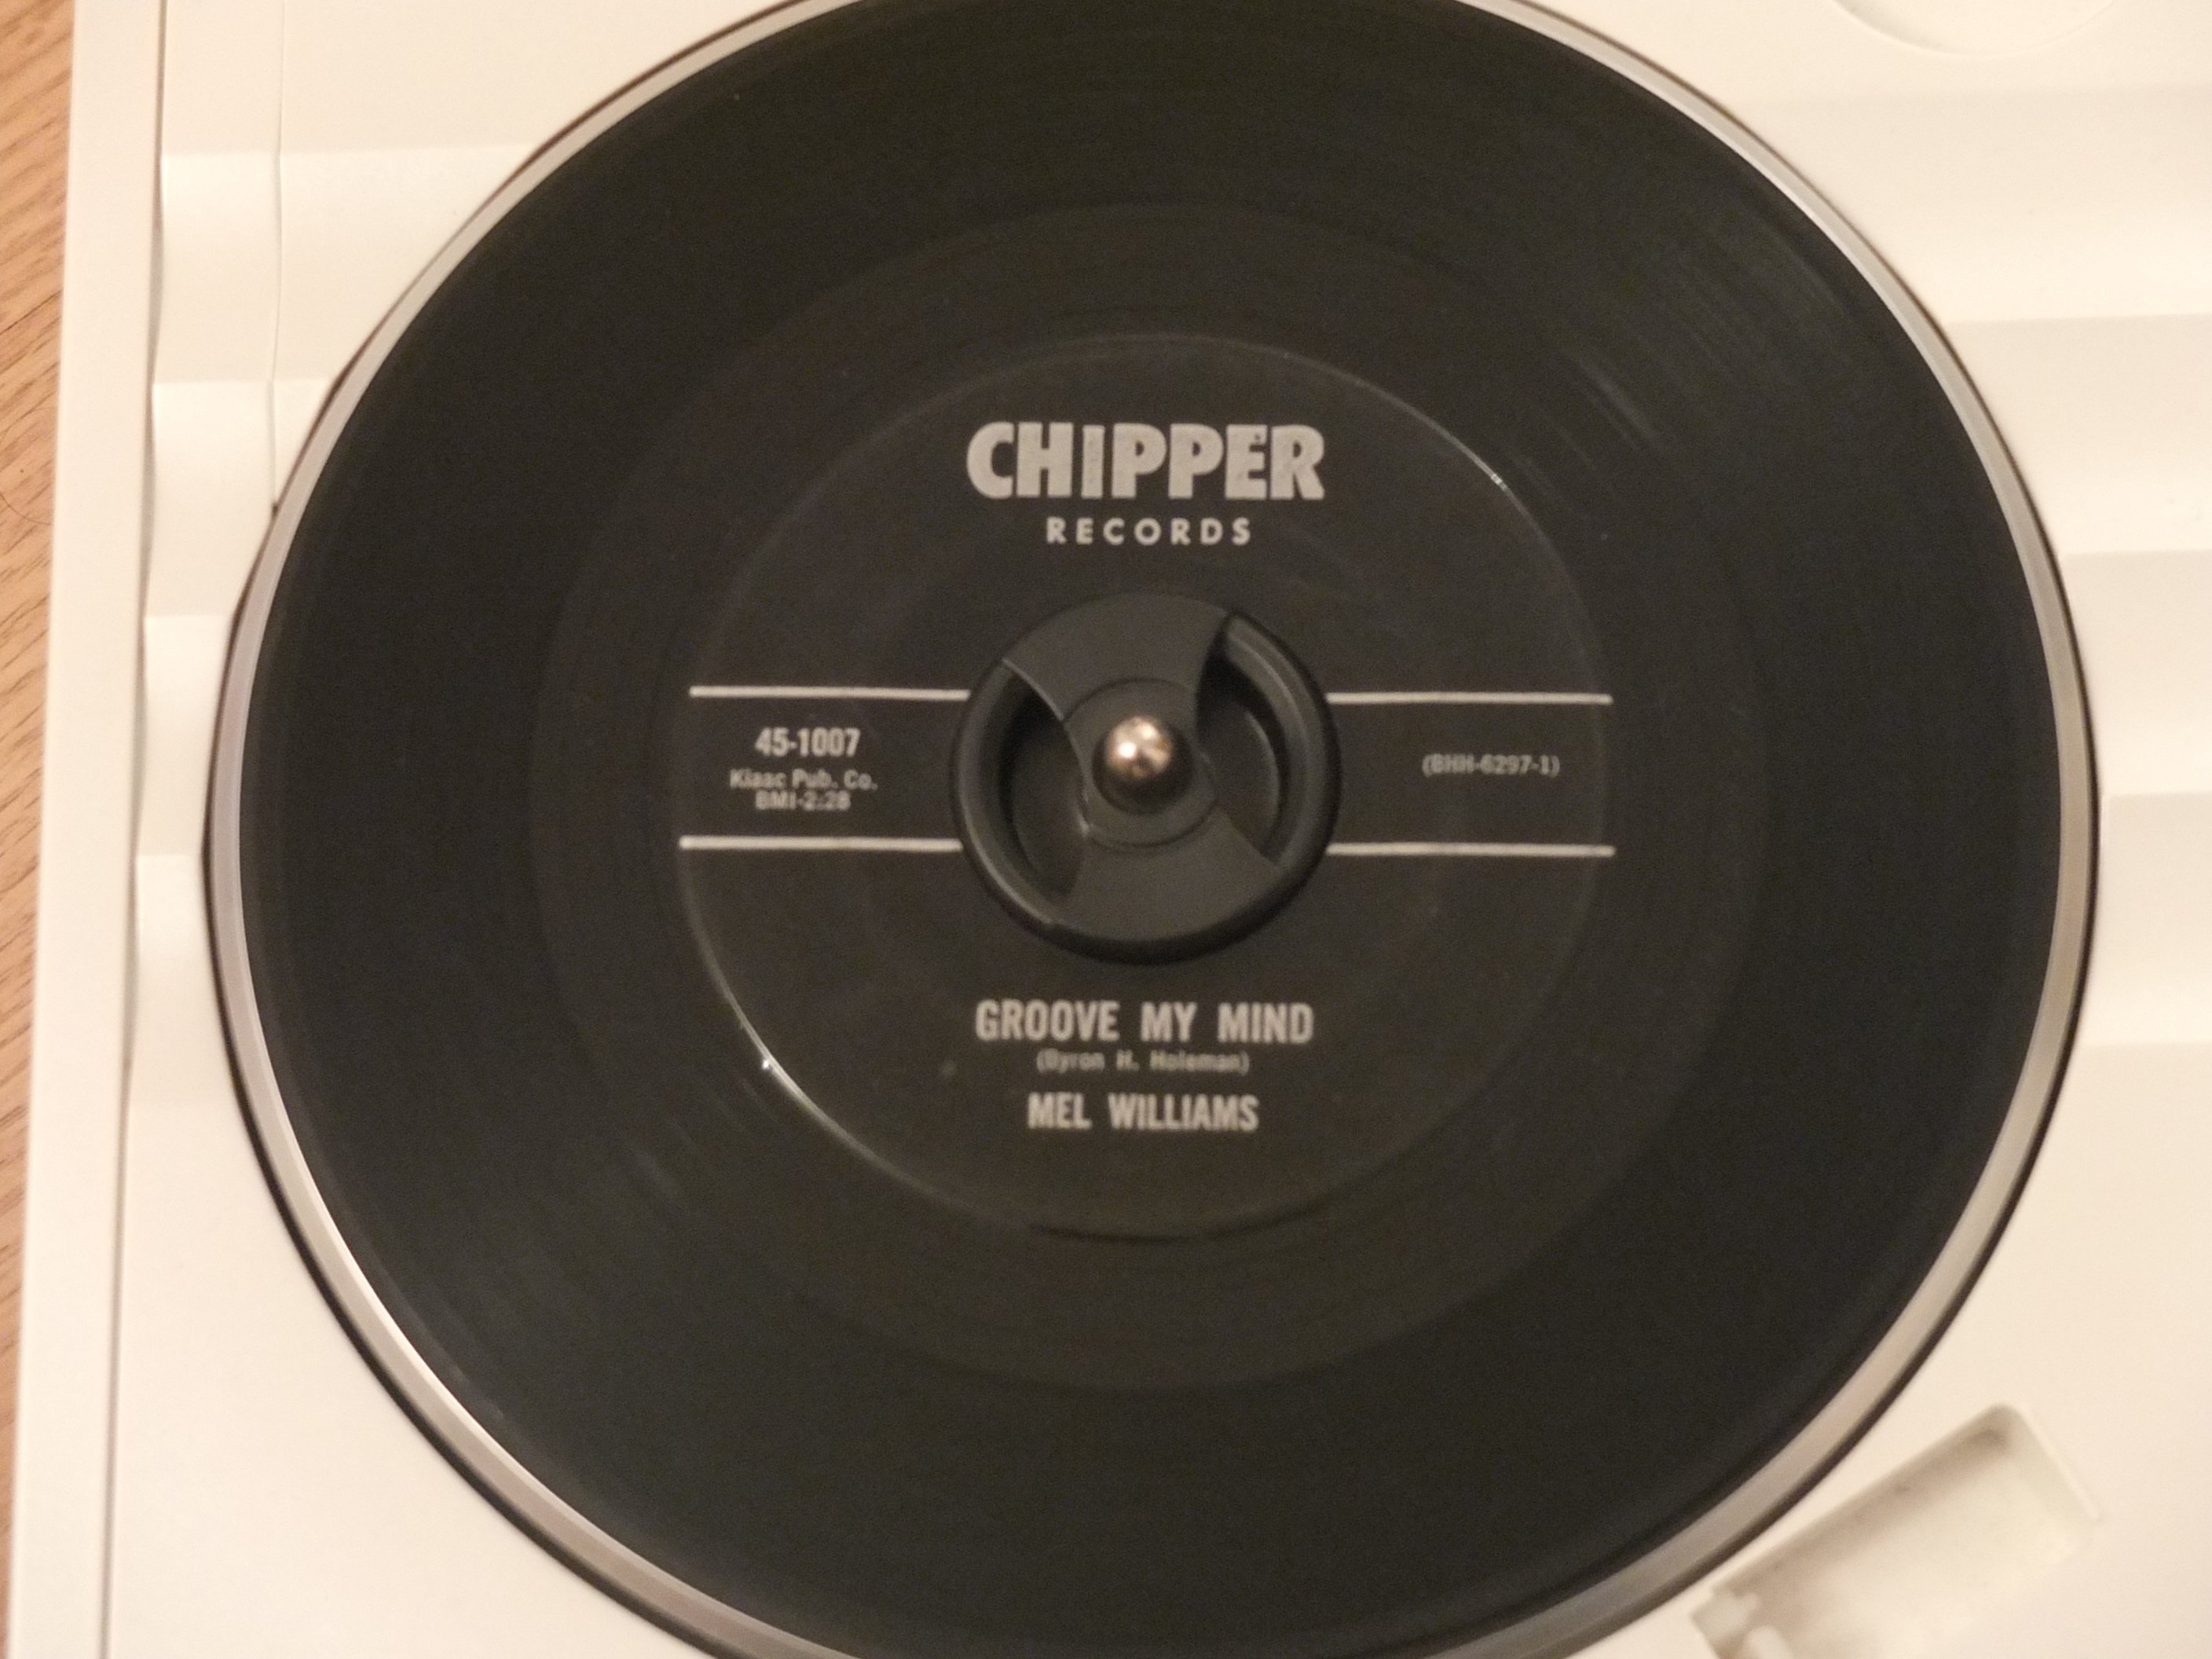 CHIPPER
RECORDS
45-1007
Kiaac Pub. Co.
BMI-2:28
(BHH-6297-1)
GROOVE MY MIND
(Byron H. Holeman)
MEL WILLIAMS